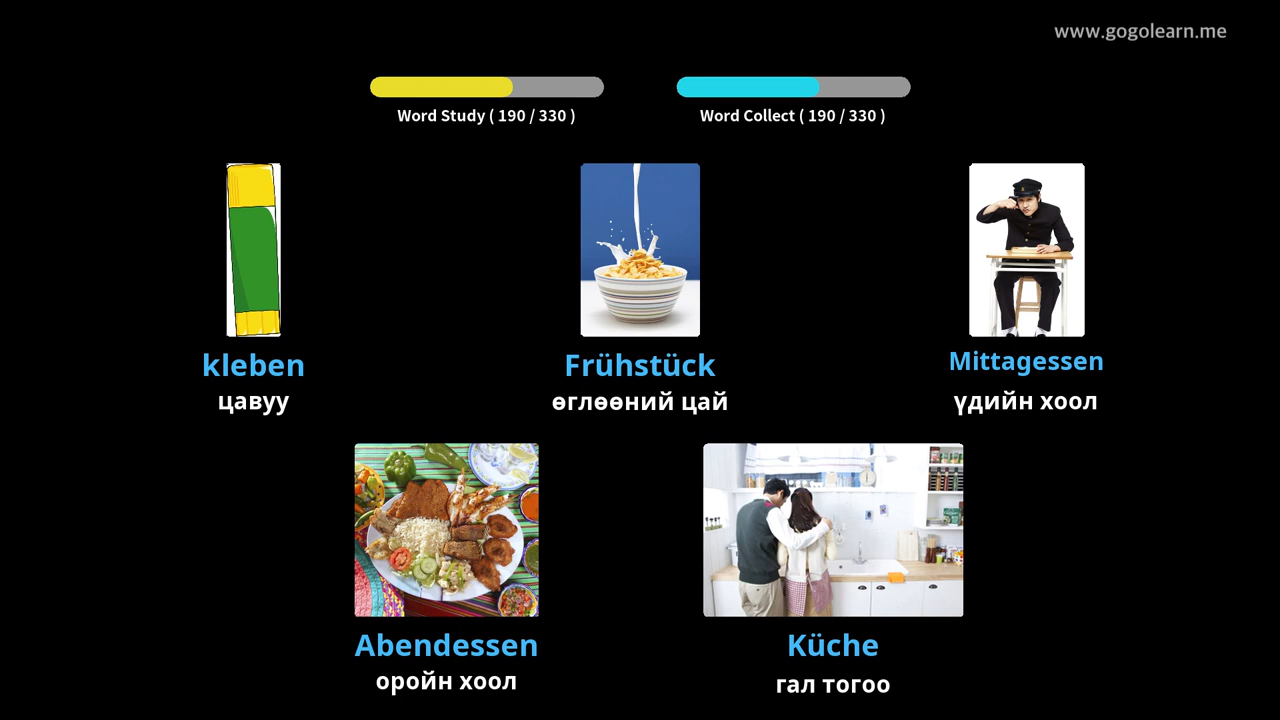 www.gogolearn.me
Word Study ( 190 / 330 )
Word Collect ( 190 / 330 )
kleben
цавуу
Frühstück
өглөөний цай
Mittagessen
үдийн хоол
Abendessen
оройн хоол
Küche
гал тогоо